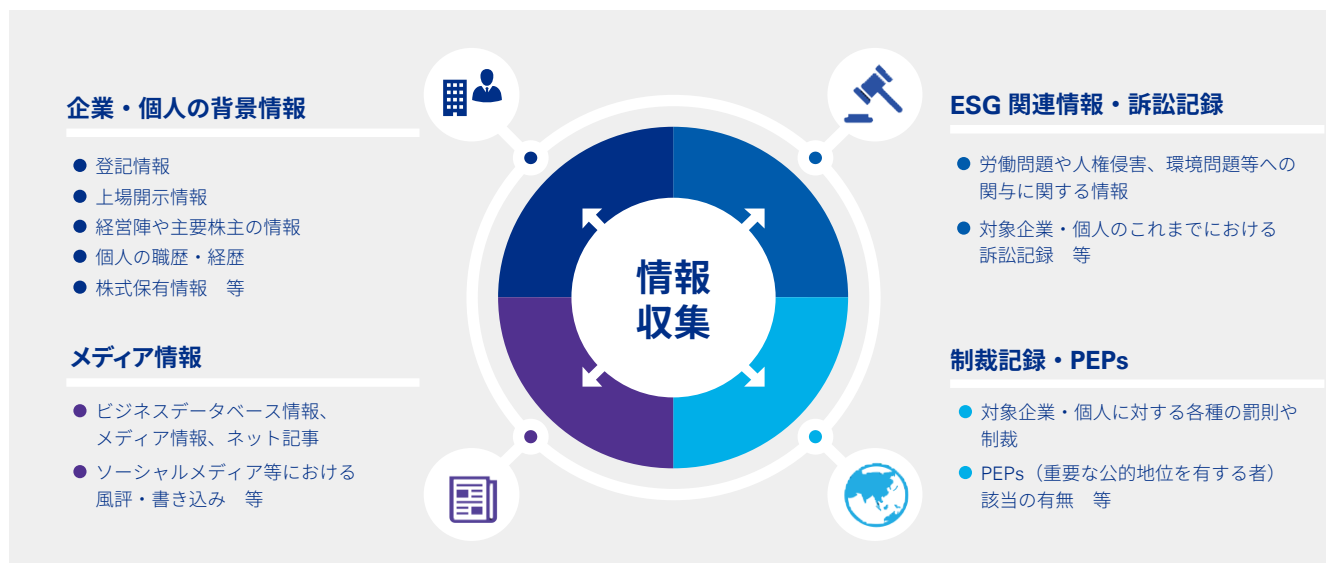 企業・個人の背景情報
● 登記情報
● 上場開示情報
● 経営陣や主要株主の情報
● 個人の職歴・経歴
● 株式保有情報　等
メディア情報
● ビジネスデータベース情報、
メディア情報、ネット記事
● ソーシャルメディア等における
風評・書き込み　等
情報
収集
ESG 関連情報・訴訟記録
● 労働問題や人権侵害、環境問題等への
関与に関する情報
● 対象企業・個人のこれまでにおける
訴訟記録　等
制裁記録・PEPs
● 対象企業・個人に対する各種の罰則や
制裁
● PEPs（重要な公的地位を有する者）
該当の有無　等